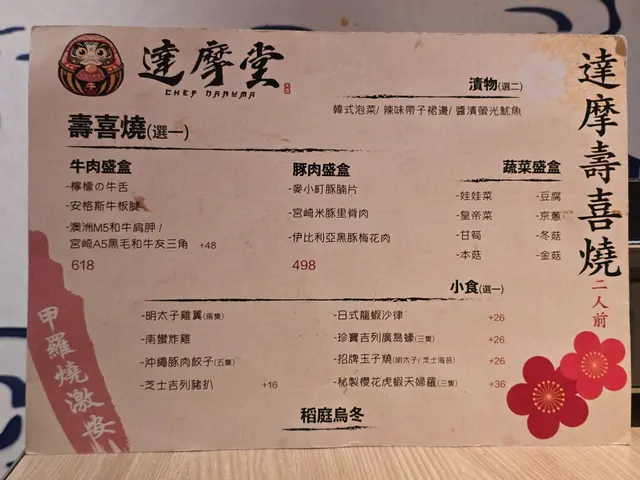 達摩堂
CHEF DARUMA
牛
達摩壽喜燒
二人前
漬物(選二)
韓式泡菜/ 辣味帶子裙邊/ 醬漬螢光魷魚
壽喜燒(選一)
牛肉盛盒
-檸檬の牛舌
-安格斯牛板腱
-澳洲M5和牛肩胛 /
宮崎A5黑毛和牛友三角 +48
618
豚肉盛盒
-麥小町豚腩片
-宮崎米豚里脊肉
-伊比利亞黑豚梅花肉
498
蔬菜盛盒
-娃娃菜 -豆腐
-皇帝菜 -京蔥
-甘筍 -冬菇
-本菇 -金菇
小食(選一)
-明太子雞翼(兩隻)
-南蠻炸雞
-沖繩豚肉餃子(五隻)
-芝士吉列豬扒 +16
-日式龍蝦沙律 +26
-珍寶吉列廣島蠔(三隻) +26
-招牌玉子燒(明太子/ 芝士海苔) +26
-秘製櫻花虎蝦天婦羅(三隻) +36
稻庭烏冬
甲羅燒激安